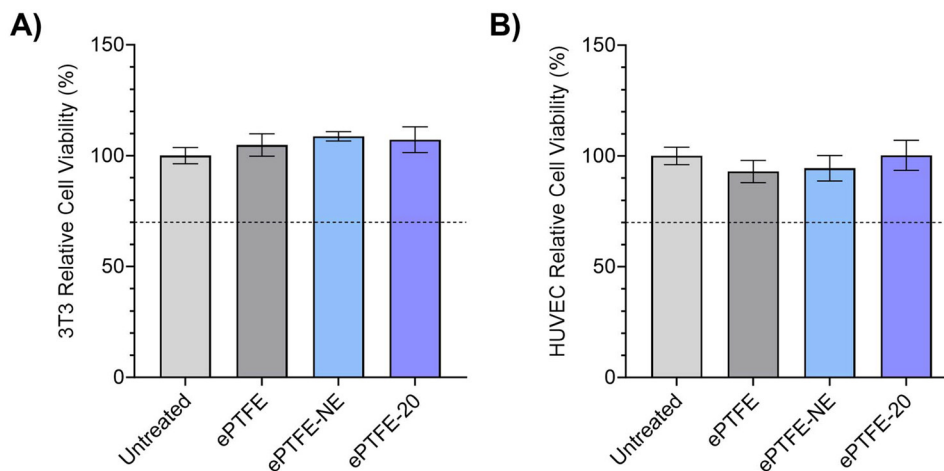 A)
3T3 Relative Cell Viability (%)
150
100
50
0
Untreated
ePTFE
ePTFE-NE
ePTFE-20
B)
HUVEC Relative Cell Viability (%)
150
100
50
0
Untreated
ePTFE
ePTFE-NE
ePTFE-20